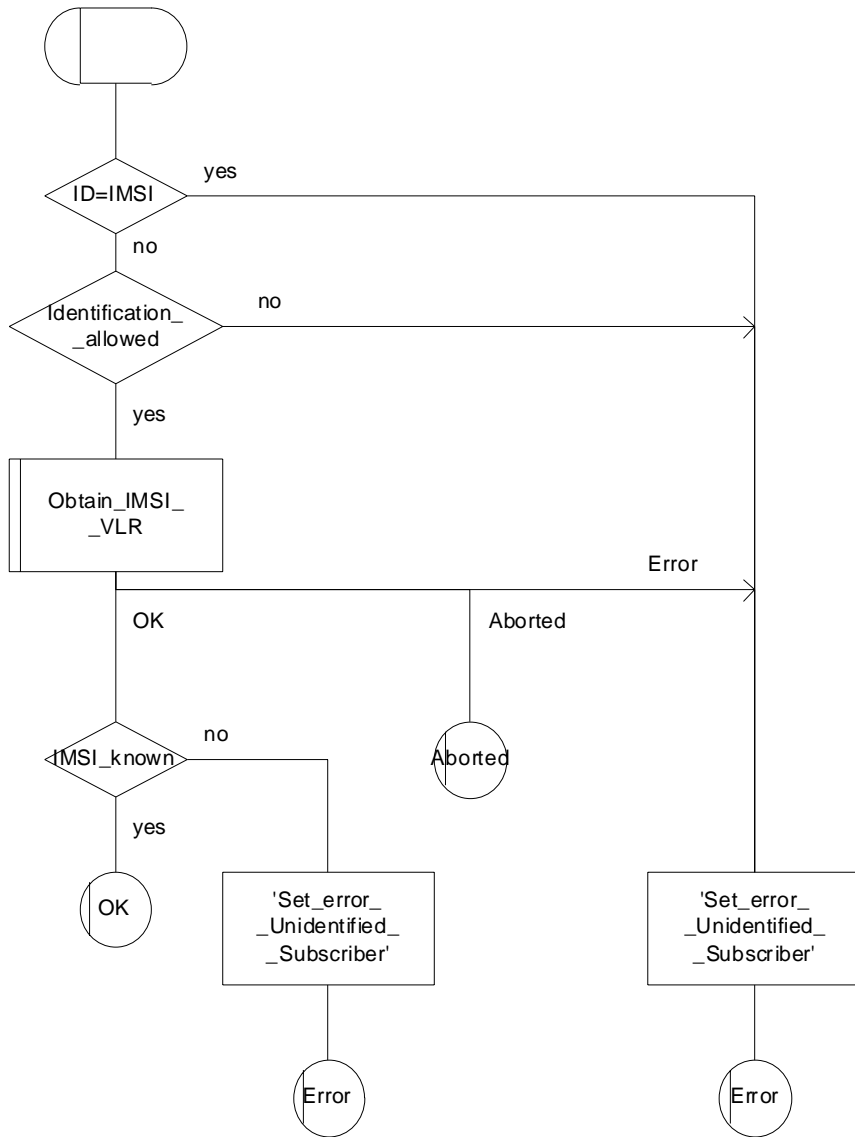 yes
ID=IMSI
no
Identification_
_allowed
no
yes
Obtain_IMSI_
_VLR
Error
OK
Aborted
no
IMSI_known
Aborted
yes
OK
'Set_error_
_Unidentified_
_Subscriber'
'Set_error_
_Unidentified_
_Subscriber'
Error
Error